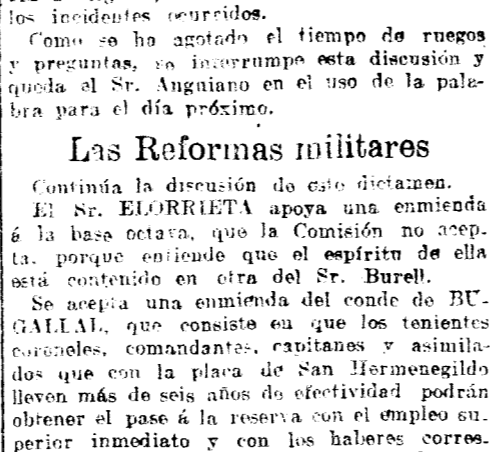 los incidentes ocurridos.
Como se ha agotado el tiempo de ruegos
y preguntas, se interrumpe esta discusión y
queda el Sr. Anguiano en el uso de la pala-
bra para el día próximo.
Las Reformas militares
Continúa la discusión de este dictamen.
El Sr. ELORRIETA apoya una enmienda
á la base octava, que la Comisión no acep-
ta, porque entiende que el espíritu de ella
está contenido en otra del Sr. Burell.
Se acepta una enmienda del conde de BU-
GALLAL, que consiste en que los tenientes
coroneles, comandantes, capitanes y asimila-
dos que con la placa de San Hermenegildo
lleven más de seis años de efectividad podrán
obtener el pase á la reserva con el empleo su-
perior inmediato y con los haberes corres-